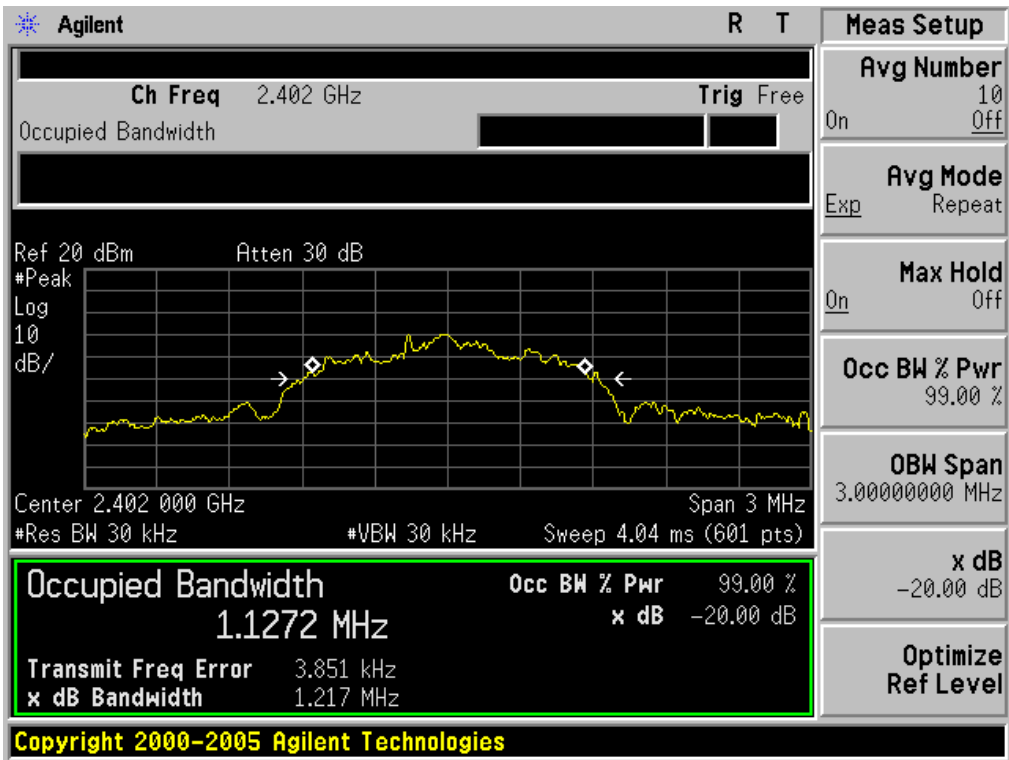 Agilent R T
Ch Freq 2.402 GHz Trig Free
Occupied Bandwidth
Ref 20 dBm Atten 30 dB
#Peak
Log
10
dB/
Center 2.402 000 GHz Span 3 MHz
#Res BW 30 kHz #VBW 30 kHz Sweep 4.04 ms (601 pts)
Occupied Bandwidth Occ BW % Pwr 99.00 %
1.1272 MHz x dB -20.00 dB
Transmit Freq Error 3.851 kHz
x dB Bandwidth 1.217 MHz
Copyright 2000-2005 Agilent Technologies
Meas Setup
Avg Number
10
On Off
Avg Mode
Exp Repeat
Max Hold
On Off
Occ BW % Pwr
99.00 %
OBW Span
3.00000000 MHz
x dB
-20.00 dB
Optimize
Ref Level